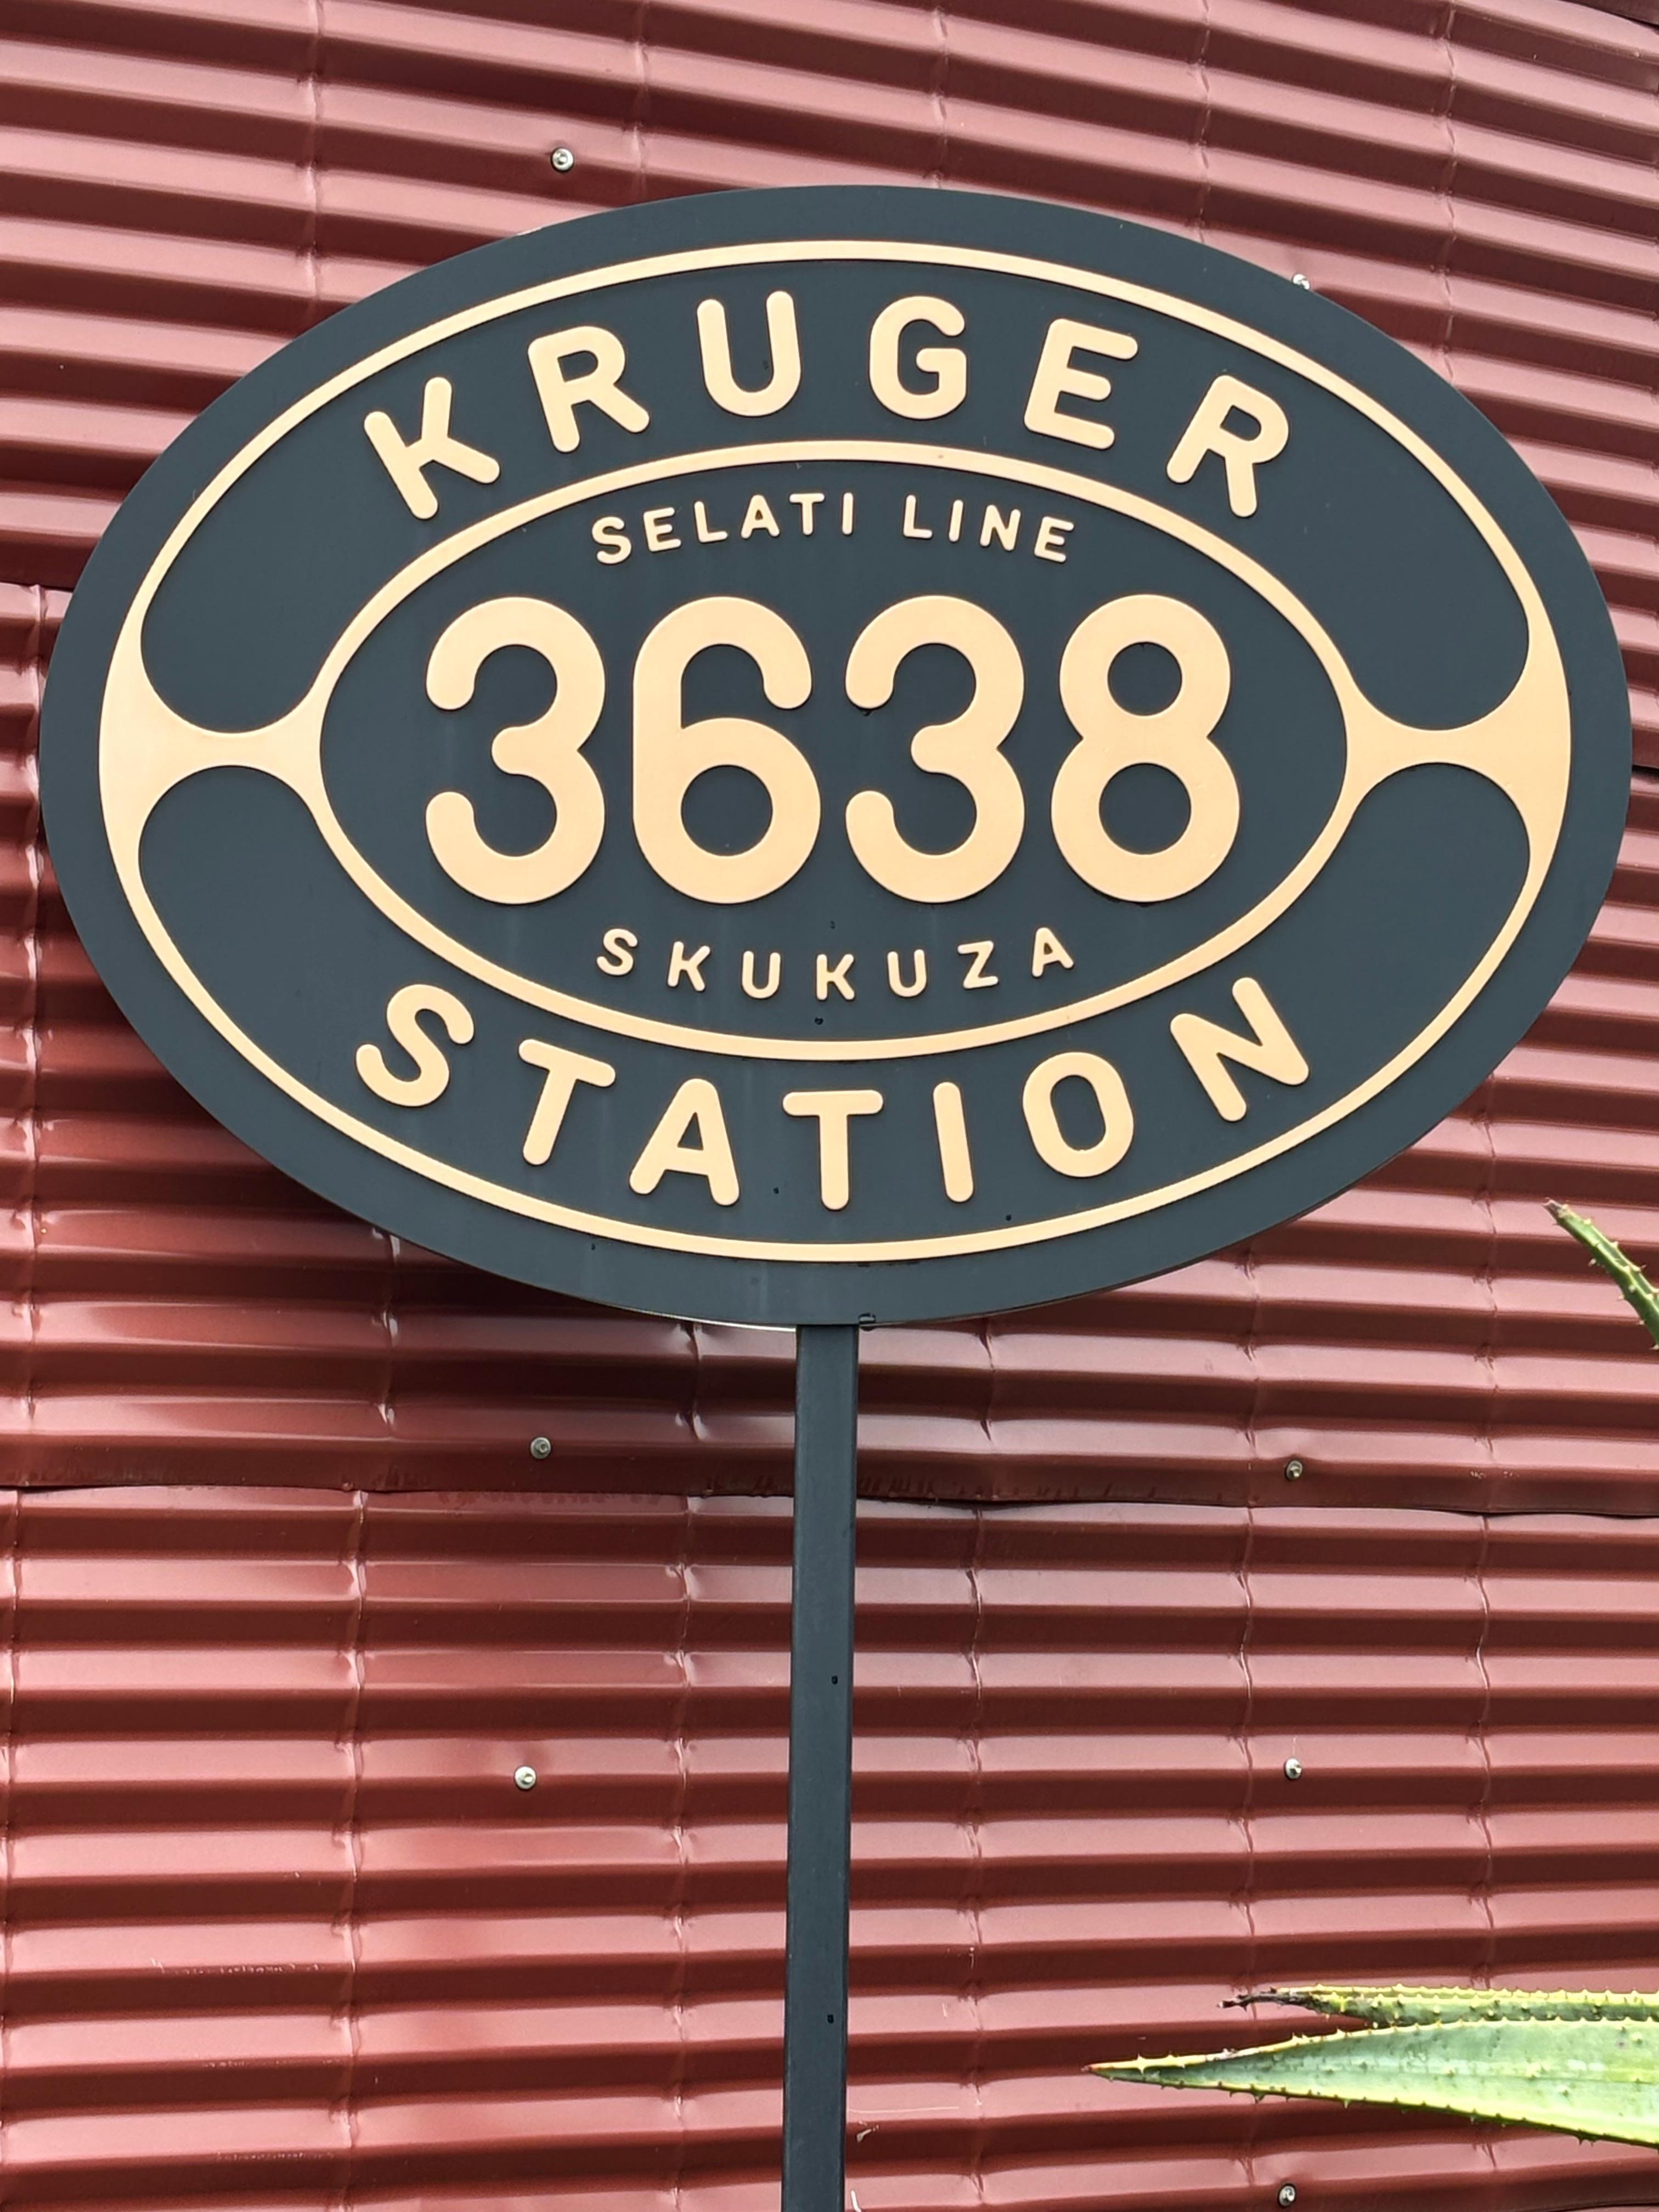 KRUGER
SELATI LINE
3638
SKUKUZA
STATION